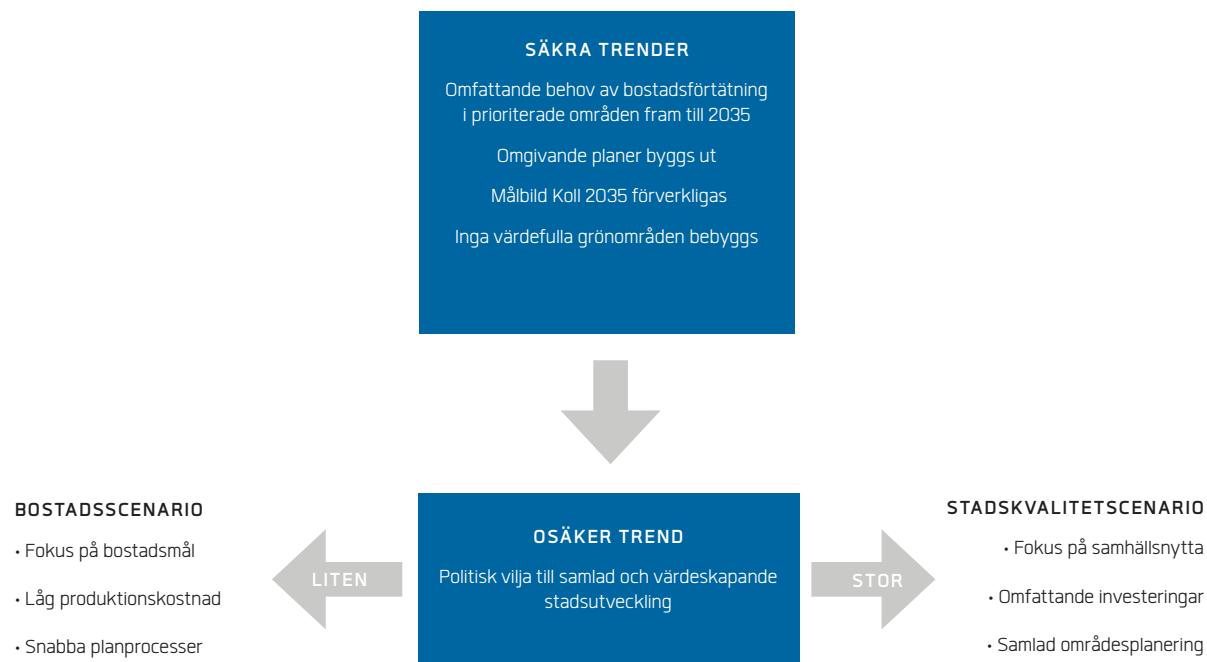 SÄKRA TRENDER
Omfattande behov av bostadsförtätning
i prioriterade områden fram till 2035
Omgivande planer byggs ut
Målbild Koll 2035 förverkligas
Inga värdefulla grönområden bebyggs
BOSTADSSCENARIO
• Fokus på bostadsmål
• Låg produktionskostnad
• Snabba planprocesser
LITEN
OSÄKER TREND
Politisk vilja till samlad och värdeskapande
stadsutveckling
STOR
STADSKVALITETSCENARIO
• Fokus på samhällsnytta
• Omfattande investeringar
• Samlad områdesplanering